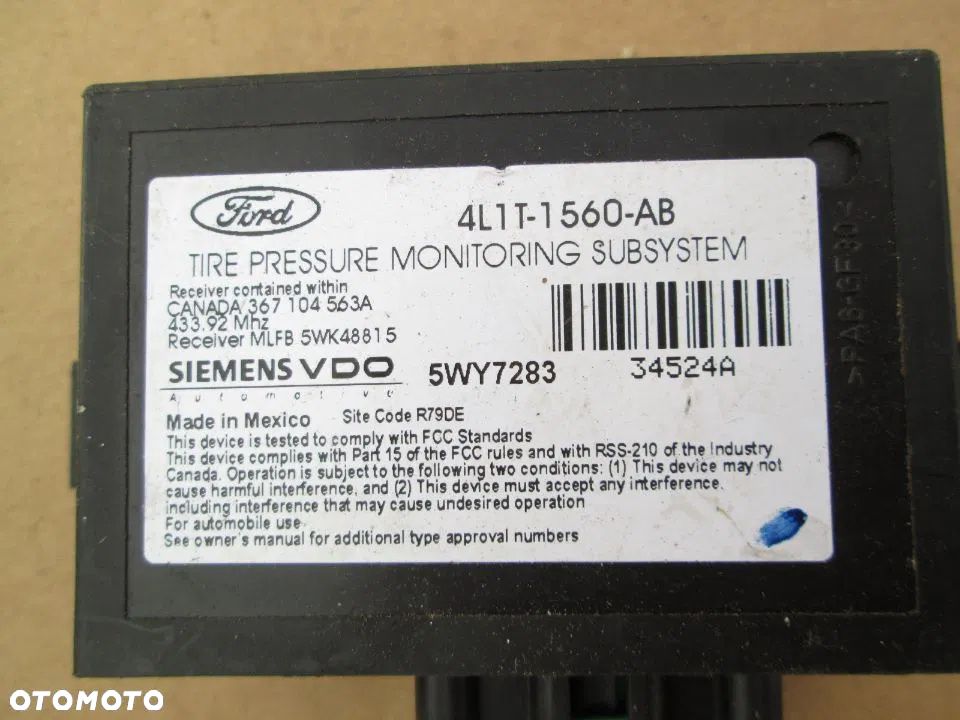 Ford
4L1T-1560-AB
TIRE PRESSURE MONITORING SUBSYSTEM
Receiver contained within
CANADA 367 104 563A
433.92 Mhz
Receiver MLFB 5WK48815
SIEMENS VDO
Automotive
5WY7283
34524A
Made in Mexico Site Code R79DE
This device is tested to comply with FCC Standards
This device complies with Part 15 of the FCC rules and with RSS-210 of the Industry
Canada. Operation is subject to the following two conditions: (1) This device may not
cause harmful interference, and (2) This device must accept any interference,
including interference that may cause undesired operation
For automobile use
See owner's manual for additional type approval numbers
>PA6-GF30<
OTOMOTO